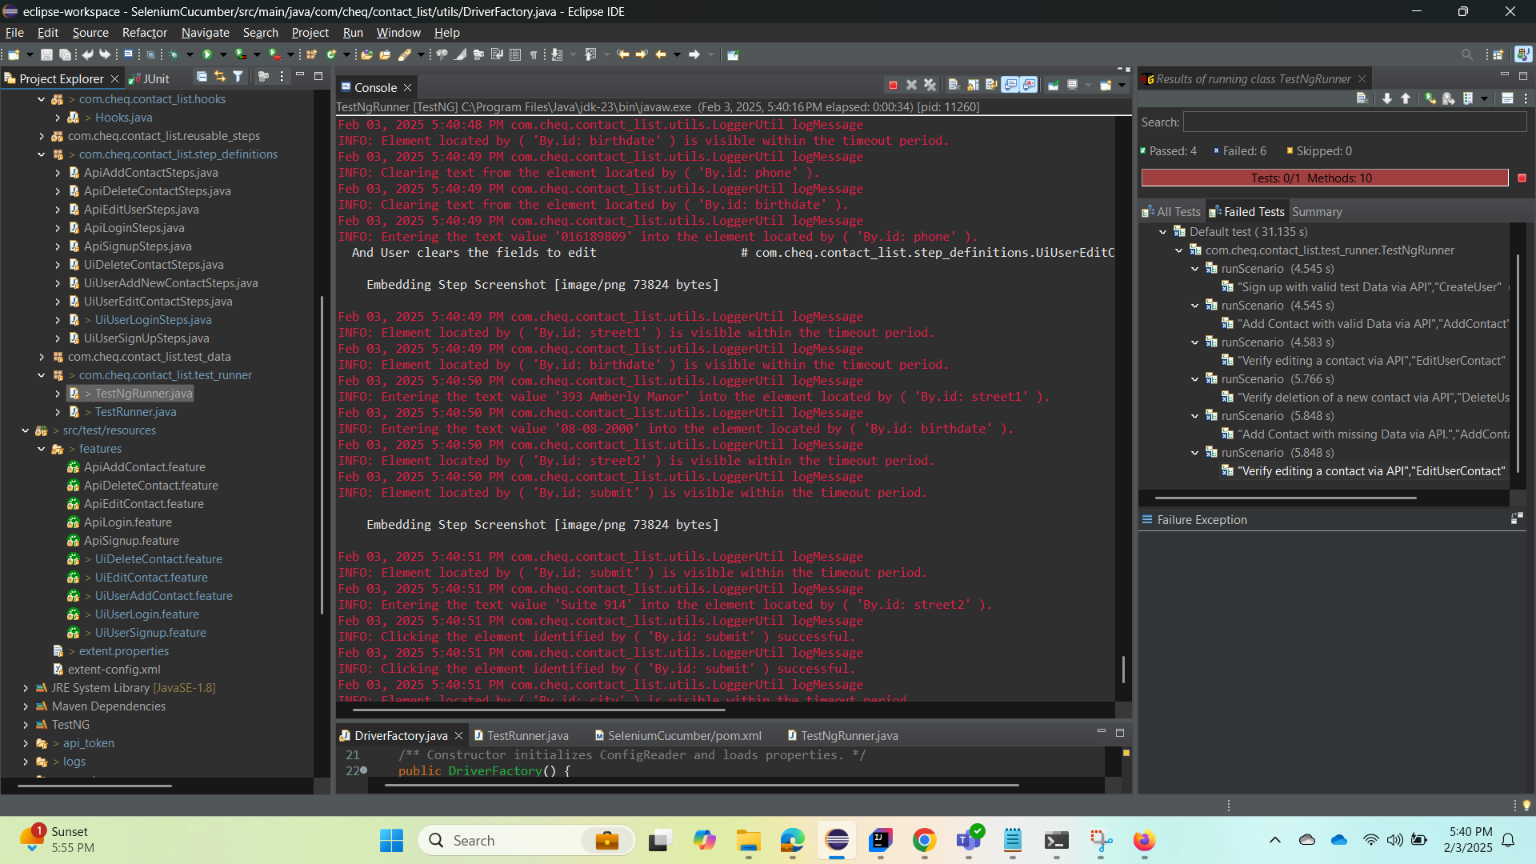 eclipse-workspace - SeleniumCucumber/src/main/java/com/cheq/contact_list/utils/DriverFactory.java - Eclipse IDE
File Edit Source Refactor Navigate Search Project Run Window Help
Project Explorer
JUnit
com.cheq.contact_list.hooks
> Hooks.java
com.cheq.contact_list.reusable_steps
> com.cheq.contact_list.step_definitions
ApiAddContactSteps.java
ApiDeleteContactSteps.java
ApiEditUserSteps.java
ApiLoginSteps.java
ApiSignupSteps.java
UiDeleteContactSteps.java
UiUserAddNewContactSteps.java
UiUserEditContactSteps.java
> UiUserLoginSteps.java
UiUserSignUpSteps.java
com.cheq.contact_list.test_data
> com.cheq.contact_list.test_runner
> TestNgRunner.java
> TestRunner.java
> src/test/resources
> features
ApiAddContact.feature
ApiDeleteContact.feature
ApiEditContact.feature
ApiLogin.feature
ApiSignup.feature
> UiDeleteContact.feature
> UiEditContact.feature
> UiUserAddContact.feature
> UiUserLogin.feature
> UiUserSignup.feature
> extent.properties
extent-config.xml
JRE System Library [JavaSE-1.8]
Maven Dependencies
TestNG
> api_token
> logs
Console
TestNgRunner [TestNG] C:\Program Files\Java\jdk-23\bin\javaw.exe (Feb 3, 2025, 5:40:16 PM elapsed: 0:00:34) [pid: 11260]
Feb 03, 2025 5:40:48 PM com.cheq.contact_list.utils.LoggerUtil logMessage
INFO: Element located by ( 'By.id: birthdate' ) is visible within the timeout period.
Feb 03, 2025 5:40:49 PM com.cheq.contact_list.utils.LoggerUtil logMessage
INFO: Clearing text from the element located by ( 'By.id: phone' ).
Feb 03, 2025 5:40:49 PM com.cheq.contact_list.utils.LoggerUtil logMessage
INFO: Clearing text from the element located by ( 'By.id: birthdate' ).
Feb 03, 2025 5:40:49 PM com.cheq.contact_list.utils.LoggerUtil logMessage
INFO: Entering the text value '016189809' into the element located by ( 'By.id: phone' ).
And User clears the fields to edit # com.cheq.contact_list.step_definitions.UiUserEditC
Embedding Step Screenshot [image/png 73824 bytes]
Feb 03, 2025 5:40:49 PM com.cheq.contact_list.utils.LoggerUtil logMessage
INFO: Element located by ( 'By.id: street1' ) is visible within the timeout period.
Feb 03, 2025 5:40:49 PM com.cheq.contact_list.utils.LoggerUtil logMessage
INFO: Element located by ( 'By.id: birthdate' ) is visible within the timeout period.
Feb 03, 2025 5:40:50 PM com.cheq.contact_list.utils.LoggerUtil logMessage
INFO: Entering the text value '393 Amberly Manor' into the element located by ( 'By.id: street1' ).
Feb 03, 2025 5:40:50 PM com.cheq.contact_list.utils.LoggerUtil logMessage
INFO: Entering the text value '08-08-2000' into the element located by ( 'By.id: birthdate' ).
Feb 03, 2025 5:40:50 PM com.cheq.contact_list.utils.LoggerUtil logMessage
INFO: Element located by ( 'By.id: street2' ) is visible within the timeout period.
Feb 03, 2025 5:40:51 PM com.cheq.contact_list.utils.LoggerUtil logMessage
INFO: Element located by ( 'By.id: submit' ) is visible within the timeout period.
Embedding Step Screenshot [image/png 73824 bytes]
Feb 03, 2025 5:40:51 PM com.cheq.contact_list.utils.LoggerUtil logMessage
INFO: Element located by ( 'By.id: submit' ) is visible within the timeout period.
Feb 03, 2025 5:40:51 PM com.cheq.contact_list.utils.LoggerUtil logMessage
INFO: Entering the text value 'Suite 914' into the element located by ( 'By.id: street2' ).
Feb 03, 2025 5:40:51 PM com.cheq.contact_list.utils.LoggerUtil logMessage
INFO: Clicking the element identified by ( 'By.id: submit' ) successful.
Feb 03, 2025 5:40:51 PM com.cheq.contact_list.utils.LoggerUtil logMessage
INFO: Clicking the element identified by ( 'By.id: submit' ) successful.
Feb 03, 2025 5:40:51 PM com.cheq.contact_list.utils.LoggerUtil logMessage
INFO: Element located by ( 'By.id: city' ) is visible within the timeout period.
DriverFactory.java TestRunner.java SeleniumCucumber/pom.xml TestNgRunner.java
21 /** Constructor initializes ConfigReader and loads properties. */
22 public DriverFactory() {
Results of running class TestNgRunner
Search:
Passed: 4 Failed: 6 Skipped: 0
Tests: 0/1 Methods: 10
All Tests Failed Tests Summary
Default test ( 31.135 s)
com.cheq.contact_list.test_runner.TestNgRunner
runScenario (4.545 s)
"Sign up with valid test Data via API","CreateUser" (
runScenario (4.545 s)
"Add Contact with valid Data via API","AddContact"
runScenario (4.583 s)
"Verify editing a contact via API","EditUserContact"
runScenario (5.766 s)
"Verify deletion of a new contact via API","DeleteUs
runScenario (5.848 s)
"Add Contact with missing Data via API.","AddConta
runScenario (5.848 s)
"Verify editing a contact via API","EditUserContact"
Failure Exception
1
Sunset
5:55 PM
Search
5:40 PM
2/3/2025